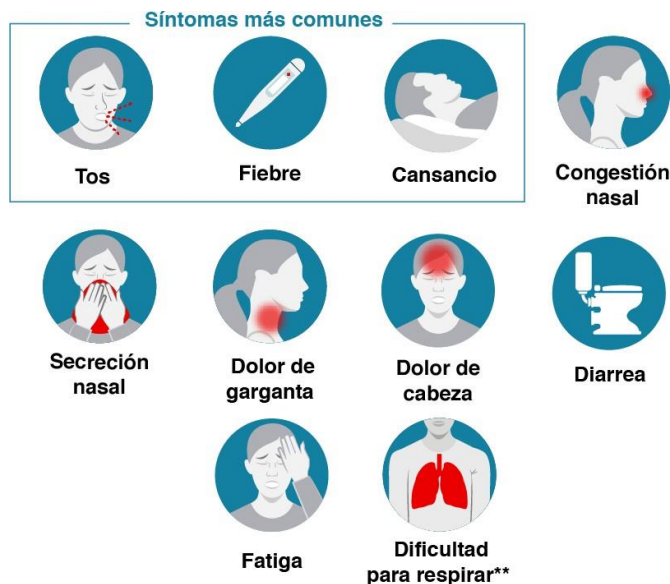 Síntomas más comunes
Tos
Fiebre
Cansancio
Congestión
nasal
Secreción
nasal
Dolor de
garganta
Dolor de
cabeza
Diarrea
Fatiga
Dificultad
para respirar**